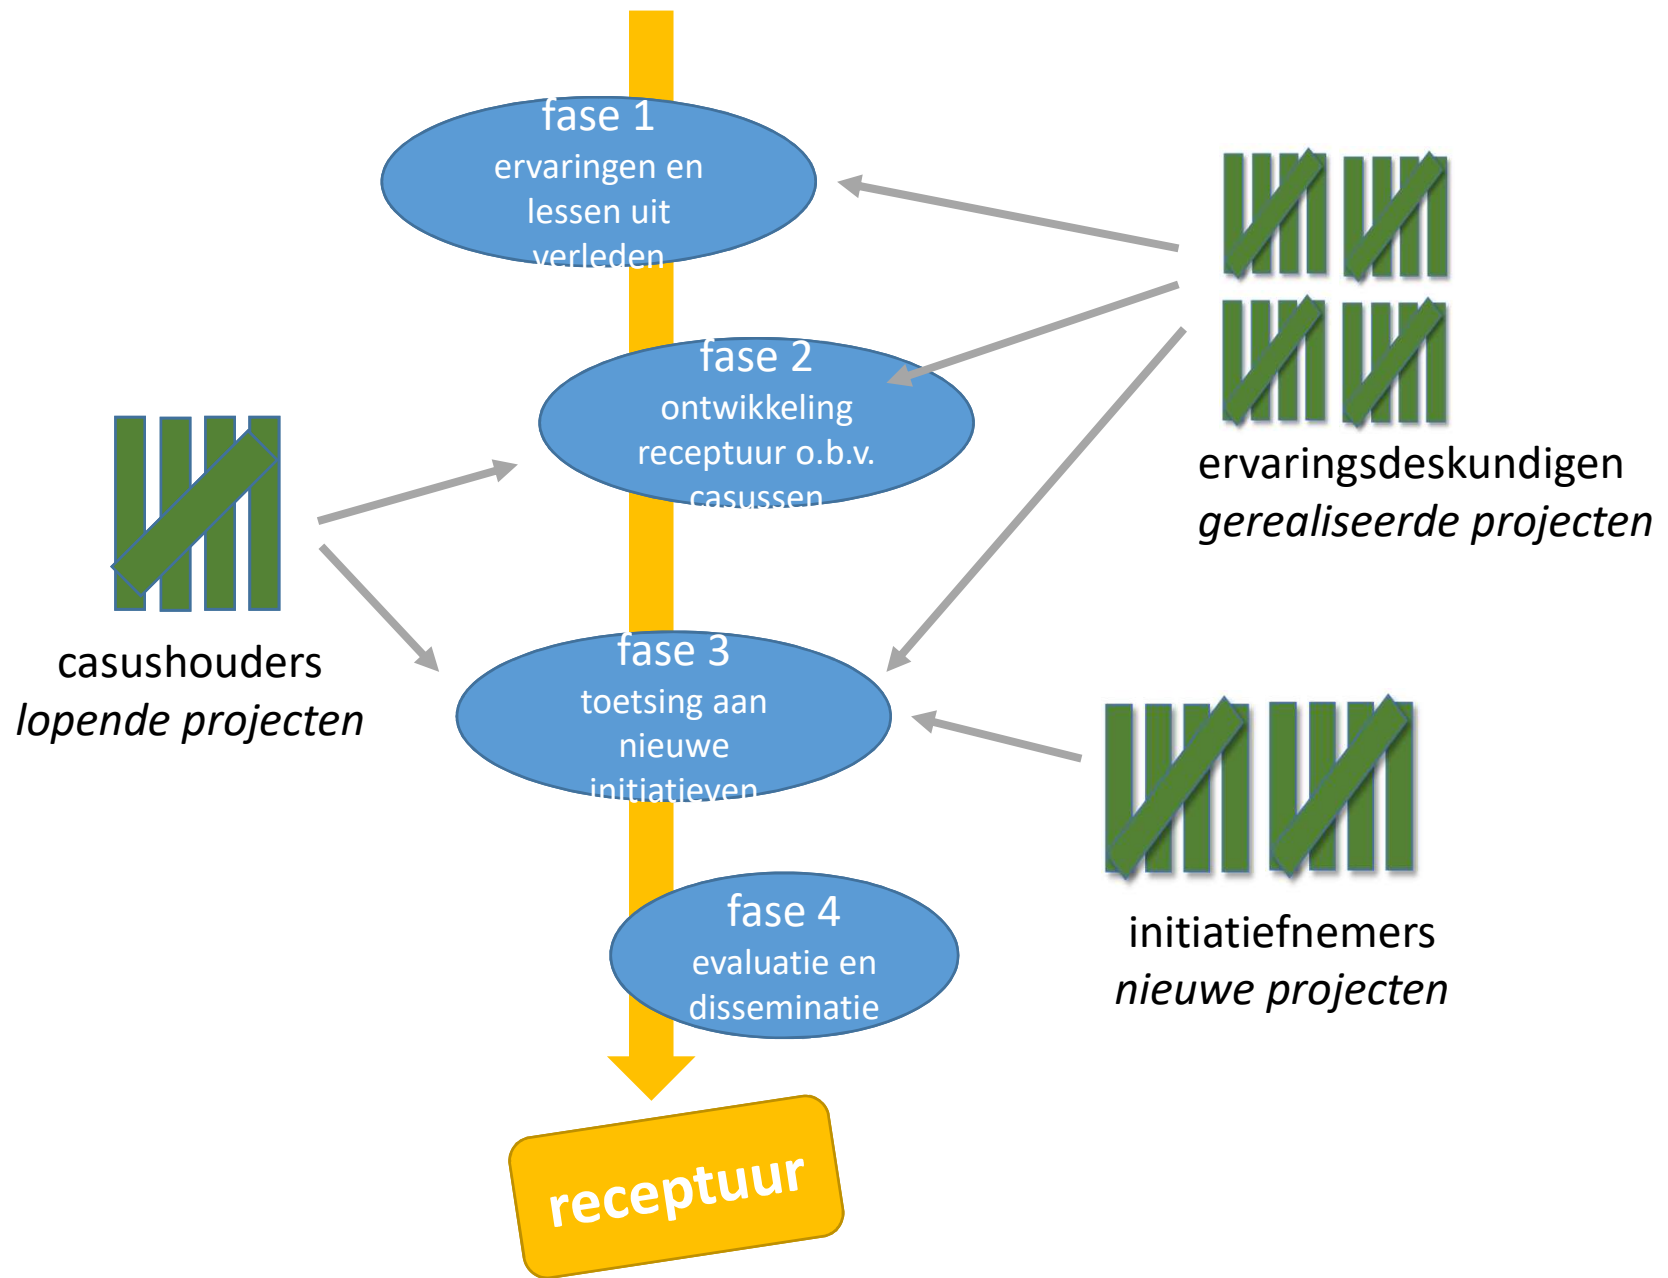 fase 1
ervaringen en
lessen uit
verleden
fase 2
ontwikkeling
receptuur o.b.v.
casussen
ervaringsdeskundigen
gerealiseerde projecten
casushouders
lopende projecten
fase 3
toetsing aan
nieuwe
initiatieven
fase 4
evaluatie en
disseminatie
initiatiefnemers
nieuwe projecten
receptuur